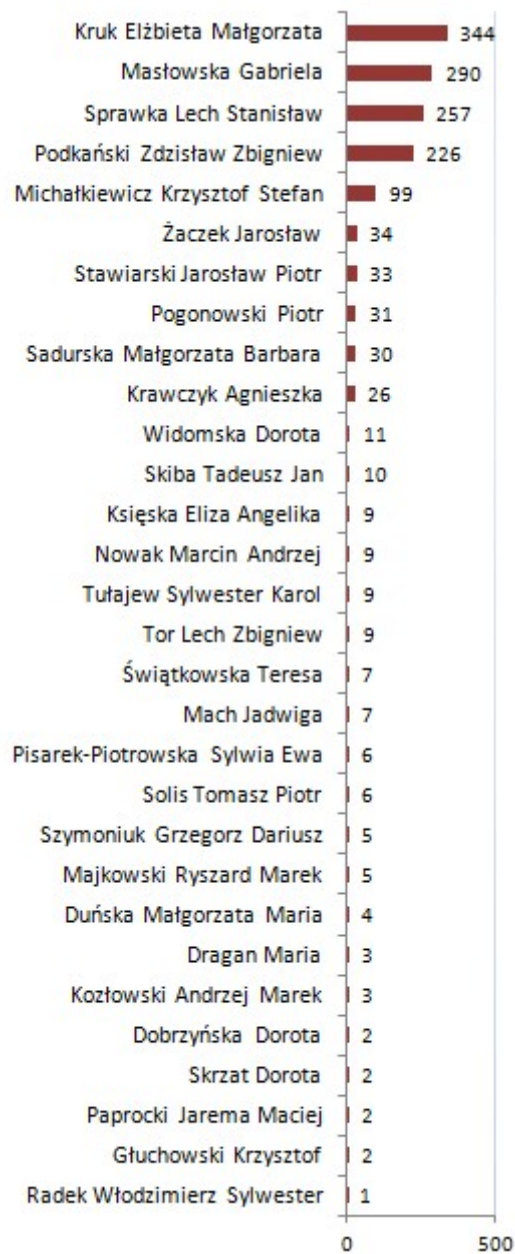 Kruk Elżbieta Małgorzata 344
Masłowska Gabriela 290
Sprawka Lech Stanisław 257
Podkański Zdzisław Zbigniew 226
Michałkiewicz Krzysztof Stefan 99
Żaczek Jarosław 34
Stawiarski Jarosław Piotr 33
Pogonowski Piotr 31
Sadurska Małgorzata Barbara 30
Krawczyk Agnieszka 26
Widomska Dorota 11
Skiba Tadeusz Jan 10
Księska Eliza Angelika 9
Nowak Marcin Andrzej 9
Tułajew Sylwester Karol 9
Tor Lech Zbigniew 9
Świątkowska Teresa 7
Mach Jadwiga 7
Pisarek-Piotrowska Sylwia Ewa 6
Solis Tomasz Piotr 6
Szymoniuk Grzegorz Dariusz 5
Majkowski Ryszard Marek 5
Duńska Małgorzata Maria 4
Dragan Maria 3
Kozłowski Andrzej Marek 3
Dobrzyńska Dorota 2
Skrzat Dorota 2
Paprocki Jarema Maciej 2
Głuchowski Krzysztof 2
Radek Włodzimierz Sylwester 1
0 500